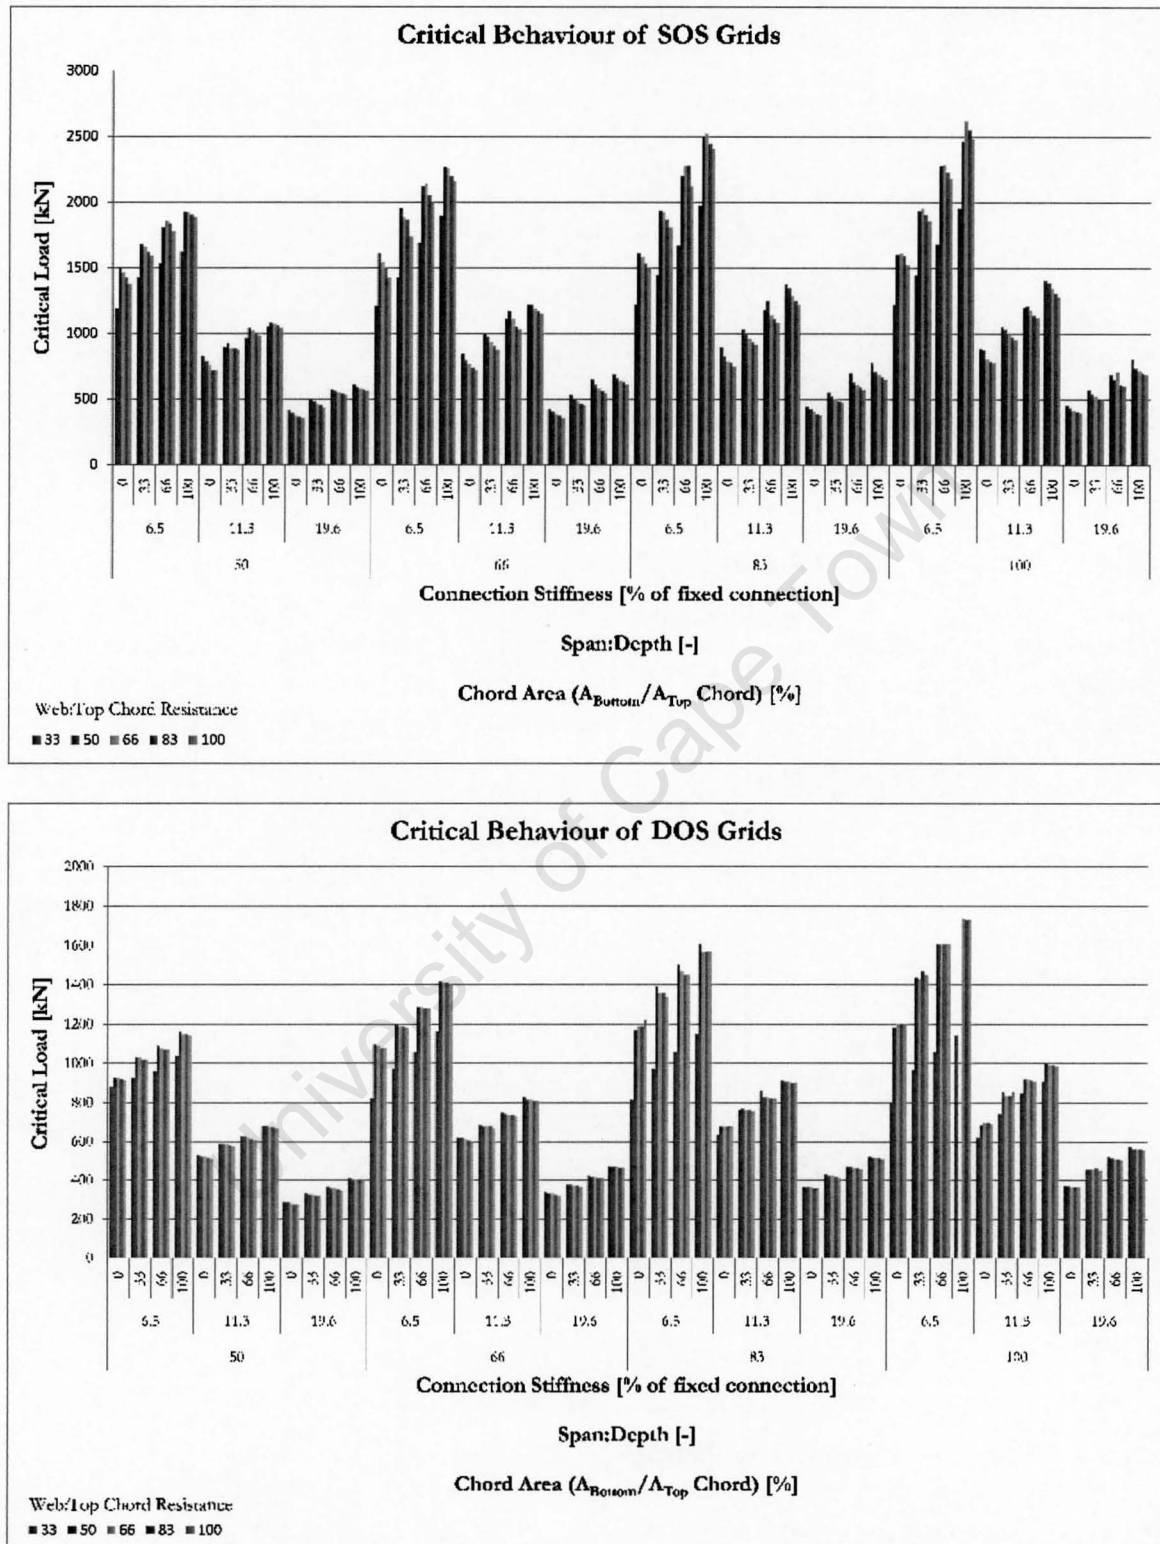 Critical Behaviour of SOS Grids
3000
2500
2000
1500
1000
500
0
Critical Load [kN]
0 33 66 100 0 33 66 100 0 33 66 100 0 33 66 100 0 33 66 100 0 33 66 100 0 33 66 100 0 33 66 100 0 33 66 100 0 33 66 100 0 33 66 100 0 33 66 100
6.5 11.3 19.6 6.5 11.3 19.6 6.5 11.3 19.6 6.5 11.3 19.6
50 66 83 100
Connection Stiffness [% of fixed connection]
Span:Depth [-]
Chord Area (ABottom/ATop Chord) [%]
Web:Top Chord Resistance
33 50 66 83 100
University of Cape Town
Critical Behaviour of DOS Grids
2000
1800
1600
1400
1200
1000
800
600
400
200
0
Critical Load [kN]
0 33 66 100 0 33 66 100 0 33 66 100 0 33 66 100 0 33 66 100 0 33 66 100 0 33 66 100 0 33 66 100 0 33 66 100 0 33 66 100 0 33 66 100 0 33 66 100
6.5 11.3 19.6 6.5 11.3 19.6 6.5 11.3 19.6 6.5 11.3 19.6
50 66 83 100
Connection Stiffness [% of fixed connection]
Span:Depth [-]
Chord Area (ABottom/ATop Chord) [%]
Web:Top Chord Resistance
33 50 66 83 100